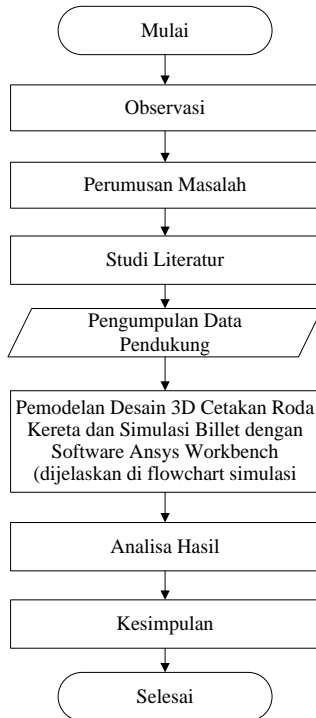 Mulai
Observasi
Perumusan Masalah
Studi Literatur
Pengumpulan Data
Pendukung
Pemodelan Desain 3D Cetakan Roda
Kereta dan Simulasi Billet dengan
Software Ansys Workbench
(dijelaskan di flowchart simulasi
Analisa Hasil
Kesimpulan
Selesai